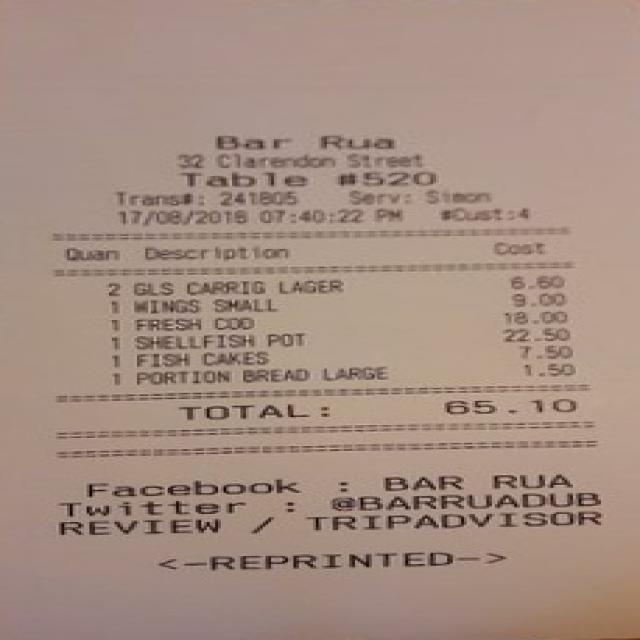 Bar Rua
32 Clarendon Street
Table #520
Trans#: 241805 Serv: Simon
17/08/2018 07:40:22 PM #Cust:4
Quan Description Cost
2 GLS CARRIG LAGER 6.60
1 WINGS SMALL 9.00
1 FRESH COD 18.00
1 SHELLFISH POT 22.50
1 FISH CAKES 7.50
1 PORTION BREAD LARGE 1.50
TOTAL: 65.10
Facebook : BAR RUA
Twitter : @BARRUADUB
REVIEW / TRIPADVISOR
<-REPRINTED->